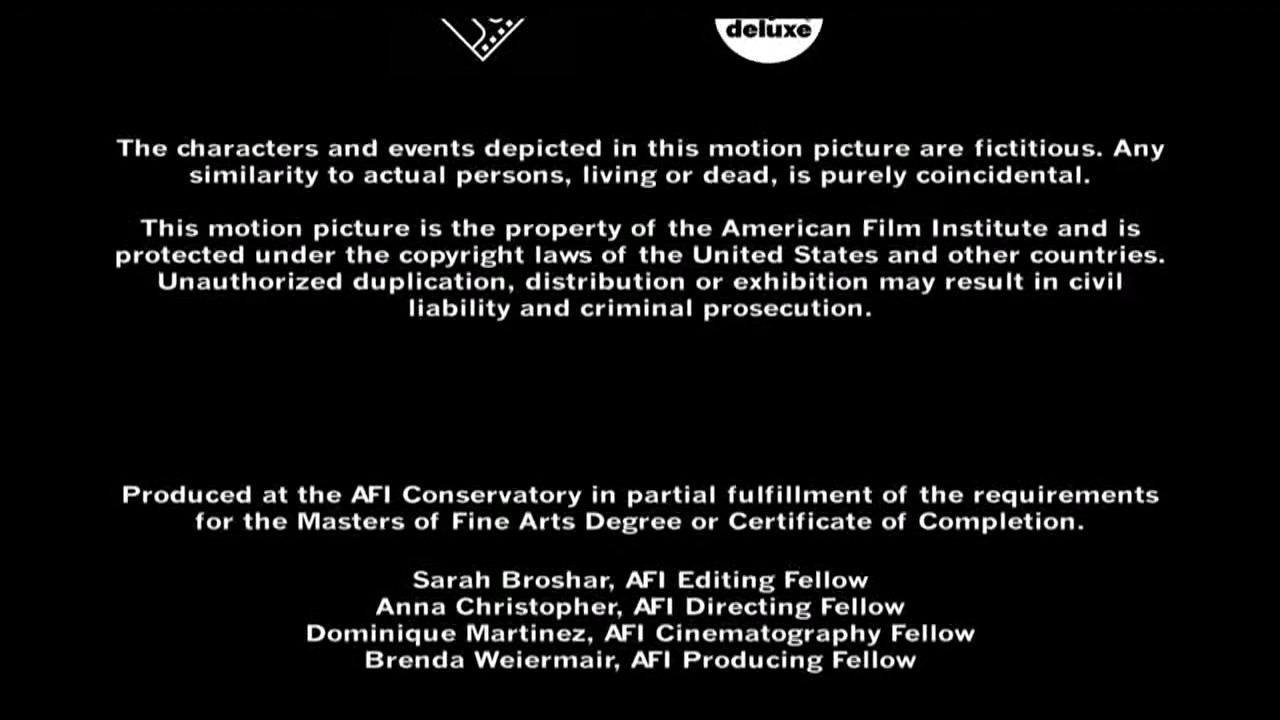 deluxe
The characters and events depicted in this motion picture are fictitious. Any
similarity to actual persons, living or dead, is purely coincidental.
This motion picture is the property of the American Film Institute and is
protected under the copyright laws of the United States and other countries.
Unauthorized duplication, distribution or exhibition may result in civil
liability and criminal prosecution.
Produced at the AFI Conservatory in partial fulfillment of the requirements
for the Masters of Fine Arts Degree or Certificate of Completion.
Sarah Broshar, AFI Editing Fellow
Anna Christopher, AFI Directing Fellow
Dominique Martinez, AFI Cinematography Fellow
Brenda Weiermair, AFI Producing Fellow